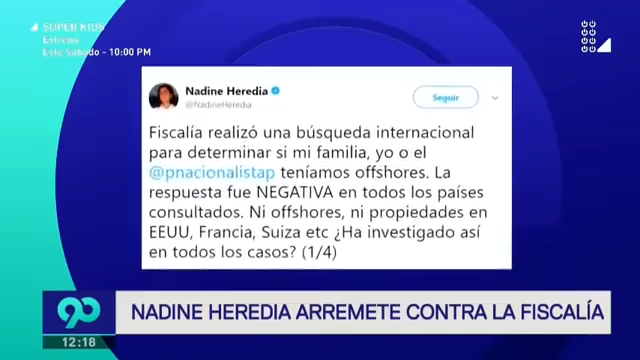 SUPER KIDS
Estreno
Este Sabado - 10:00 PM
Nadine Heredia
@NadineHeredia
Seguir
Fiscalía realizó una búsqueda internacional
para determinar si mi familia, yo o el
@pnacionalistap teníamos offshores. La
respuesta fue NEGATIVA en todos los países
consultados. Ni offshores, ni propiedades en
EEUU, Francia, Suiza etc ¿Ha investigado así
en todos los casos? (1/4)
90
NADINE HEREDIA ARREMETE CONTRA LA FISCALÍA
12:18